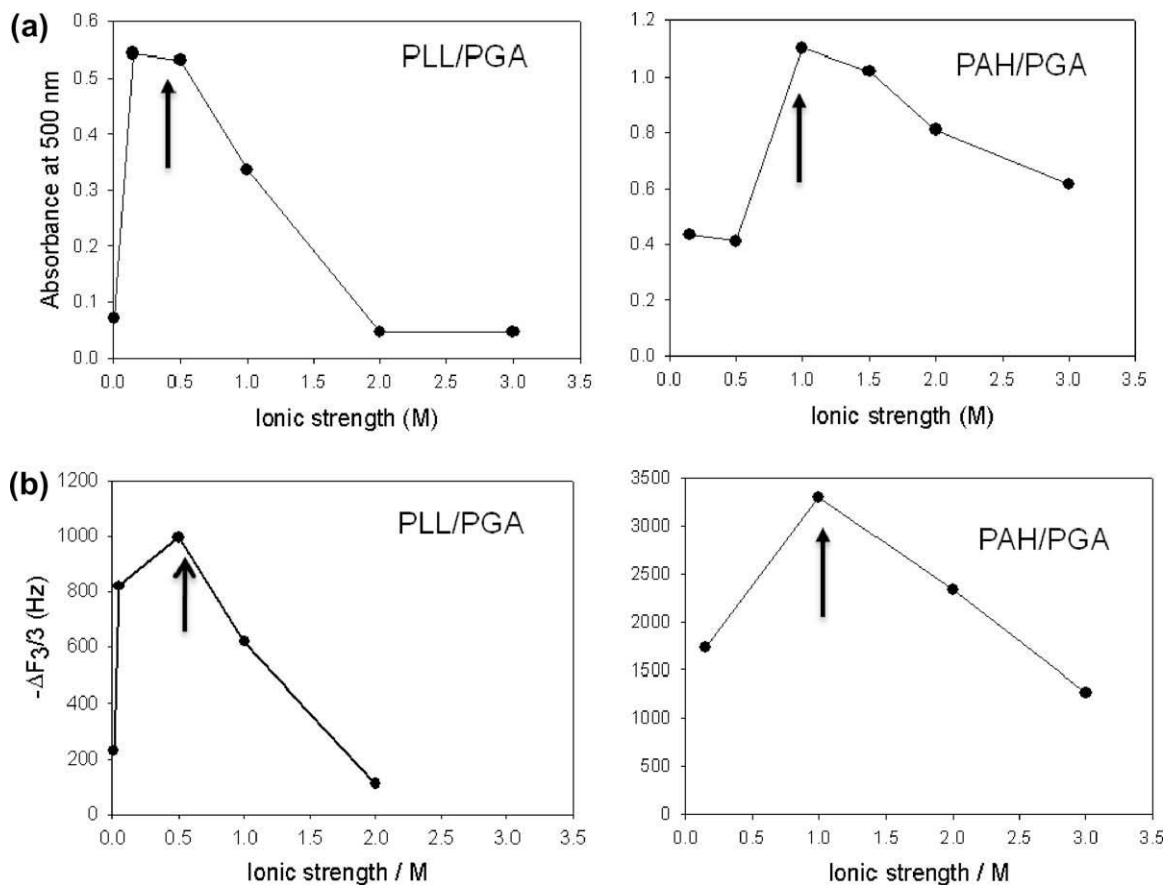 (a)
PLL/PGA
Absorbance at 500 nm
0.6
0.5
0.4
0.3
0.2
0.1
0.0
0.0 0.5 1.0 1.5 2.0 2.5 3.0 3.5
Ionic strength (M)
PAH/PGA
1.2
1.0
0.8
0.6
0.4
0.2
0.0
0.0 0.5 1.0 1.5 2.0 2.5 3.0 3.5
Ionic strength (M)
(b)
PLL/PGA
-ΔF3/3 (Hz)
1200
1000
800
600
400
200
0
0.0 0.5 1.0 1.5 2.0 2.5 3.0 3.5
Ionic strength / M
PAH/PGA
3500
3000
2500
2000
1500
1000
500
0
0.0 0.5 1.0 1.5 2.0 2.5 3.0 3.5
Ionic strength / M